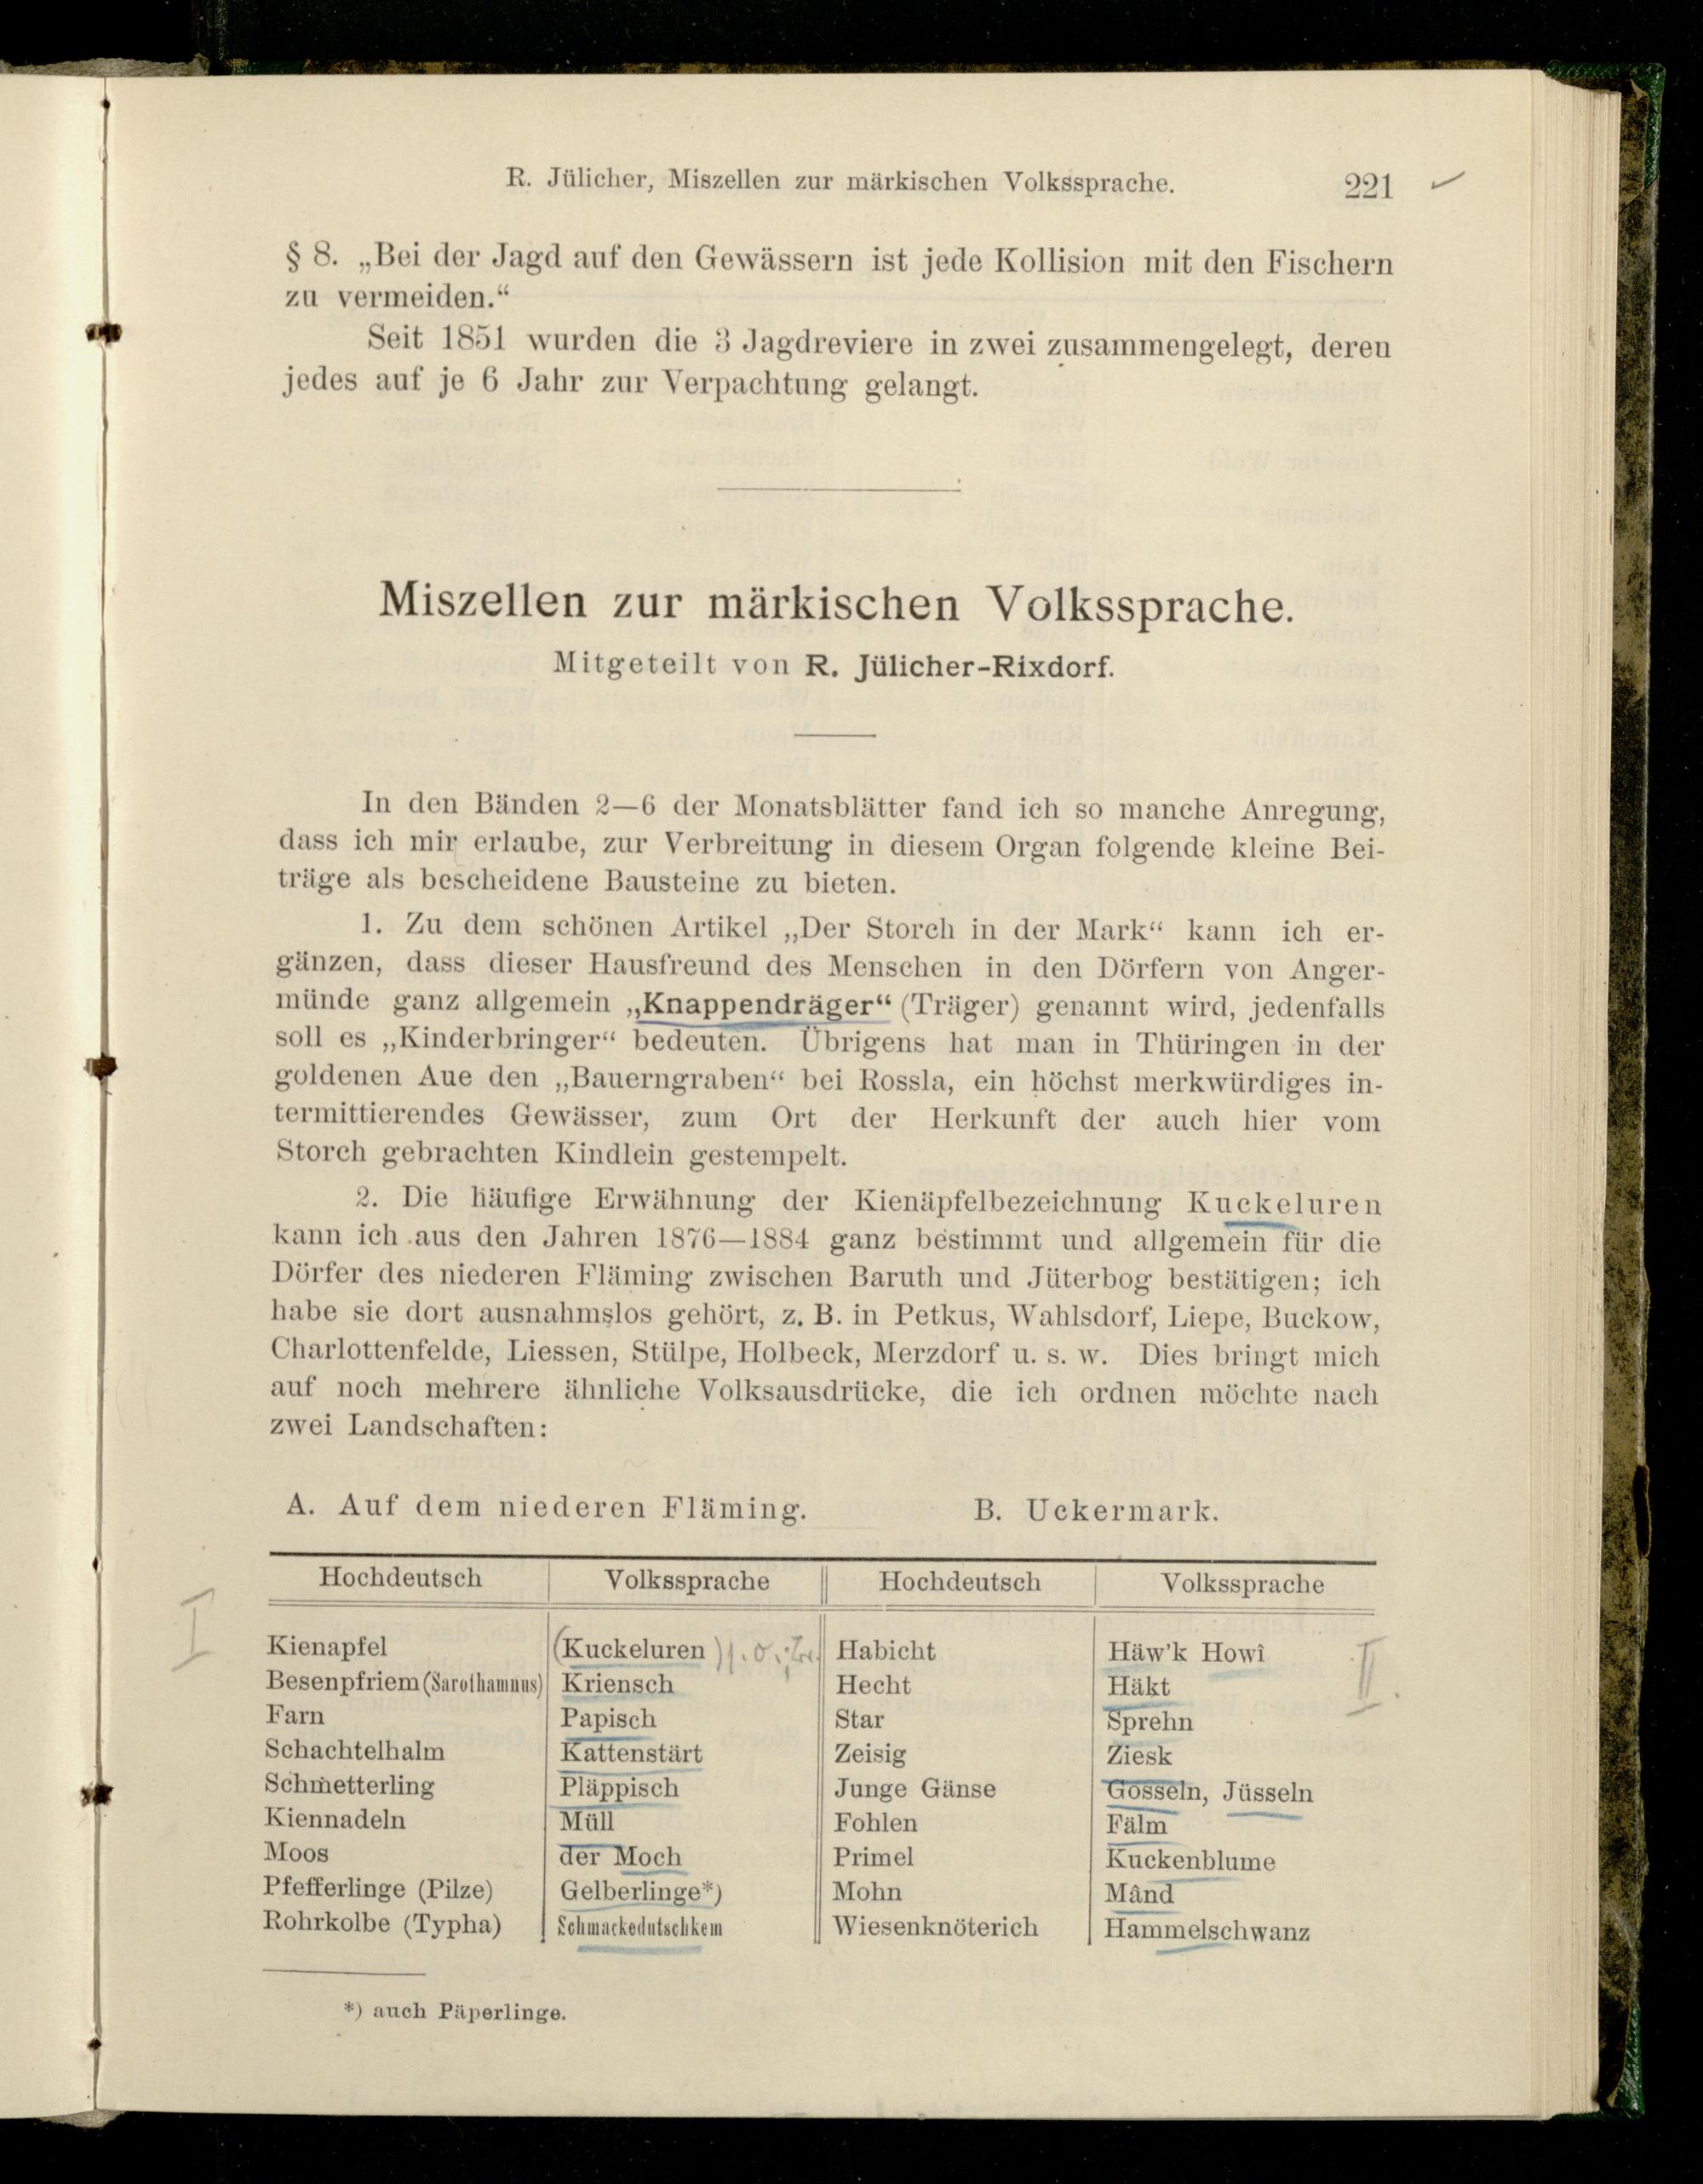 R. Jülicher, Miszellen zur märkischen Volkssprache. 221
§ 8. „Bei der Jagd auf den Gewässern ist jede Kollision mit den Fischern
zu vermeiden.“
Seit 1851 wurden die 3 Jagdreviere in zwei zusammengelegt, deren
jedes auf je 6 Jahr zur Verpachtung gelangt.
Miszellen zur märkischen Volkssprache.
Mitgeteilt von R. Jülicher-Rixdorf.
In den Bänden 2—6 der Monatsblätter fand ich so manche Anregung,
dass ich mir erlaube, zur Verbreitung in diesem Organ folgende kleine Bei-
träge als bescheidene Bausteine zu bieten.
1. Zu dem schönen Artikel „Der Storch in der Mark“ kann ich er-
gänzen, dass dieser Hausfreund des Menschen in den Dörfern von Anger-
münde ganz allgemein „Knappendräger“ (Träger) genannt wird, jedenfalls
soll es „Kinderbringer“ bedeuten. Übrigens hat man in Thüringen in der
goldenen Aue den „Bauerngraben“ bei Rossla, ein höchst merkwürdiges in-
termittierendes Gewässer, zum Ort der Herkunft der auch hier vom
Storch gebrachten Kindlein gestempelt.
2. Die häufige Erwähnung der Kienäpfelbezeichnung Kuckeluren
kann ich aus den Jahren 1876—1884 ganz bestimmt und allgemein für die
Dörfer des niederen Fläming zwischen Baruth und Jüterbog bestätigen; ich
habe sie dort ausnahmslos gehört, z. B. in Petkus, Wahlsdorf, Liepe, Buckow,
Charlottenfelde, Liessen, Stülpe, Holbeck, Merzdorf u. s. w. Dies bringt mich
auf noch mehrere ähnliche Volksausdrücke, die ich ordnen möchte nach
zwei Landschaften:
A. Auf dem niederen Fläming. B. Uckermark.
Hochdeutsch Volkssprache Hochdeutsch Volkssprache
I Kienapfel (Kuckeluren) Habicht Häw'k Howî II.
Besenpfriem (Sarothamnus) Kriensch Hecht Häkt
Farn Papisch Star Sprehn
Schachtelhalm Kattenstärt Zeisig Ziesk
Schmetterling Pläppisch Junge Gänse Gosseln, Jüsseln
Kiennadeln Müll Fohlen Fälm
Moos der Moch Primel Kuckenblume
Pfefferlinge (Pilze) Gelberlinge*) Mohn Mând
Rohrkolbe (Typha) Schmackedutschkem Wiesenknöterich Hammelschwanz
*) auch Päperlinge.